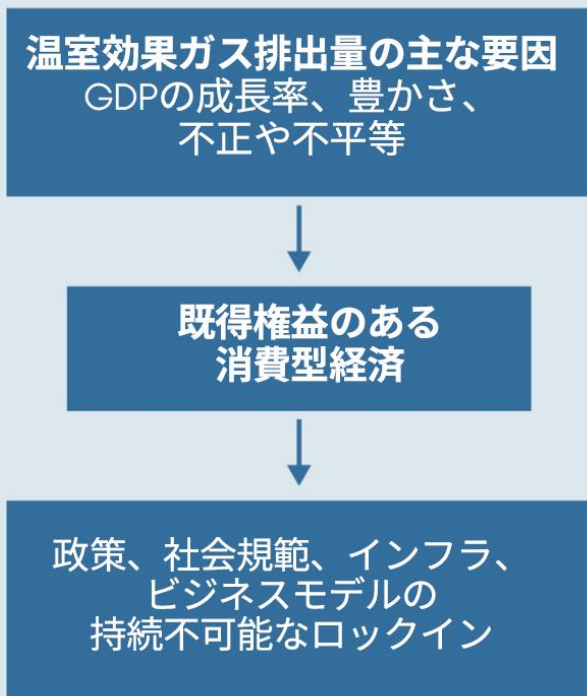 温室効果ガス排出量の主な要因
GDPの成長率、豊かさ、
不正や不平等
既得権益のある
消費型経済
政策、社会規範、インフラ、
ビジネスモデルの
持続不可能なロックイン